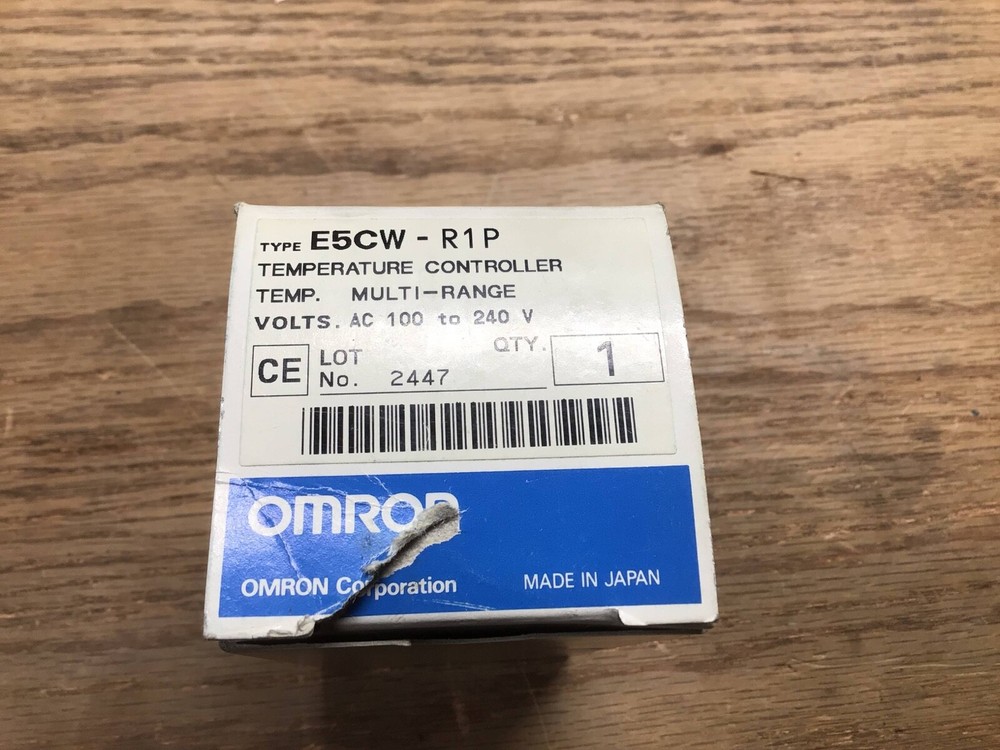 TYPE E5CW - R1P
TEMPERATURE CONTROLLER
TEMP. MULTI-RANGE
VOLTS. AC 100 to 240 V
QTY. 1
CE LOT
No. 2447
OMRON
OMRON Corporation MADE IN JAPAN